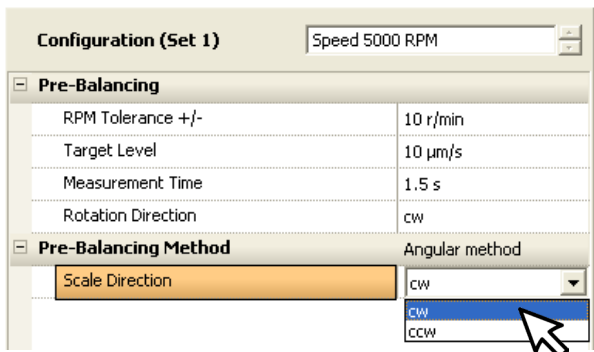 Configuration (Set 1) Speed 5000 RPM
Pre-Balancing
RPM Tolerance +/- 10 r/min
Target Level 10 µm/s
Measurement Time 1.5 s
Rotation Direction cw
Pre-Balancing Method Angular method
Scale Direction cw
cw
ccw